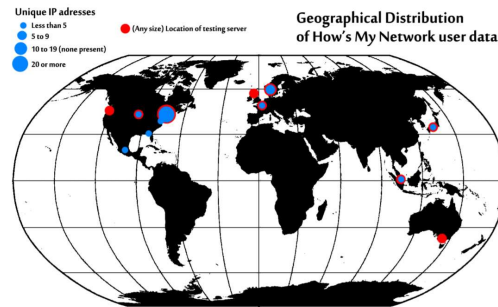 Unique IP adresses
Less than 5
5 to 9
10 to 19 (none present)
20 or more
(Any size) Location of testing server
Geographical Distribution
of How's My Network user data